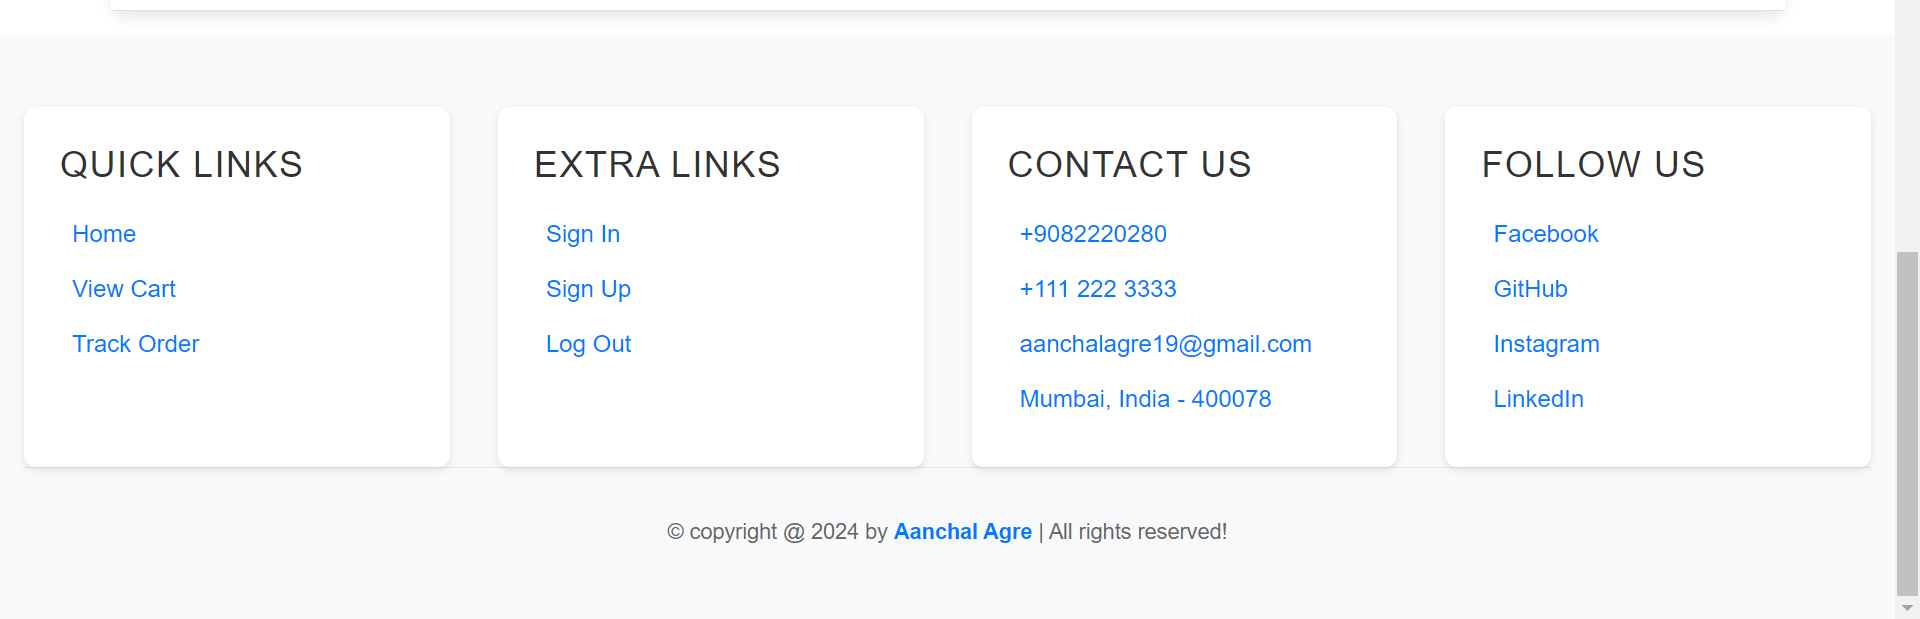 QUICK LINKS
Home
View Cart
Track Order
EXTRA LINKS
Sign In
Sign Up
Log Out
CONTACT US
+9082220280
+111 222 3333
aanchalagre19@gmail.com
Mumbai, India - 400078
FOLLOW US
Facebook
GitHub
Instagram
LinkedIn
© copyright @ 2024 by Aanchal Agre | All rights reserved!